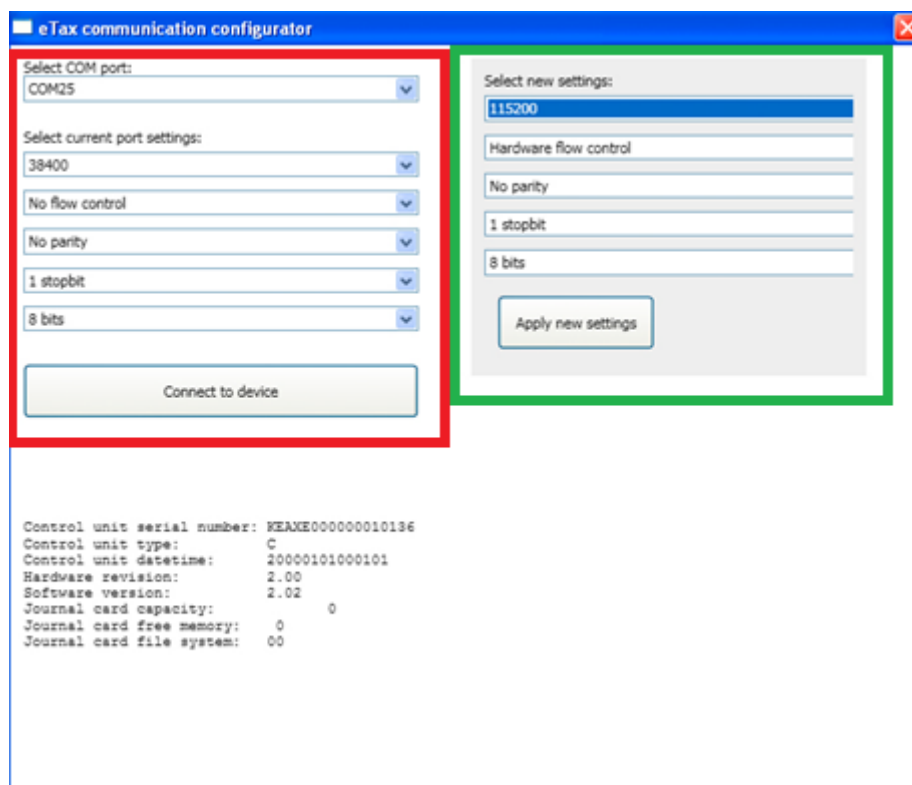 eTax communication configurator
Select COM port:
COM25
Select current port settings:
38400
No flow control
No parity
1 stopbit
8 bits
Connect to device
Select new settings:
115200
Hardware flow control
No parity
1 stopbit
8 bits
Apply new settings
Control unit serial number: KEAXE000000010136
Control unit type: C
Control unit datetime: 20000101000101
Hardware revision: 2.00
Software version: 2.02
Journal card capacity: 0
Journal card free memory: 0
Journal card file system: 00